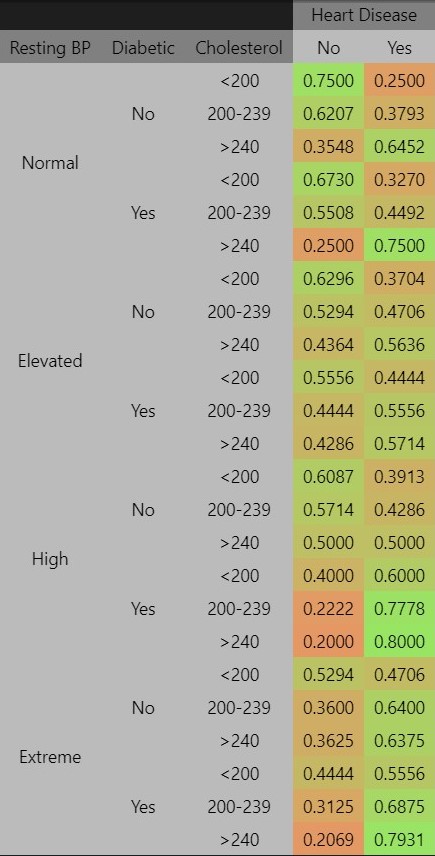 Heart Disease
Resting BP Diabetic Cholesterol No Yes
<200 0.7500 0.2500
No 200-239 0.6207 0.3793
>240 0.3548 0.6452
Normal
<200 0.6730 0.3270
Yes 200-239 0.5508 0.4492
>240 0.2500 0.7500
<200 0.6296 0.3704
No 200-239 0.5294 0.4706
>240 0.4364 0.5636
Elevated
<200 0.5556 0.4444
Yes 200-239 0.4444 0.5556
>240 0.4286 0.5714
<200 0.6087 0.3913
No 200-239 0.5714 0.4286
>240 0.5000 0.5000
High
<200 0.4000 0.6000
Yes 200-239 0.2222 0.7778
>240 0.2000 0.8000
<200 0.5294 0.4706
No 200-239 0.3600 0.6400
>240 0.3625 0.6375
Extreme
<200 0.4444 0.5556
Yes 200-239 0.3125 0.6875
>240 0.2069 0.7931